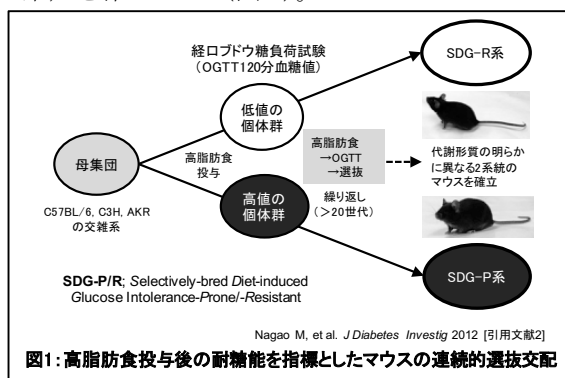 経口ブドウ糖負荷試験
(OGTT120分血糖値)
SDG-R系
低値の
個体群
母集団
高脂肪食
投与
高脂肪食
→OGTT
→選抜
代謝形質の明らか
に異なる2系統の
マウスを確立
C57BL/6, C3H, AKR
の交雑系
高値の
個体群
繰り返し
(>20世代)
SDG-P系
SDG-P/R; Selectively-bred Diet-induced
Glucose Intolerance-Prone/-Resistant
Nagao M, et al. J Diabetes Investig 2012 [引用文献2]
図1:高脂肪食投与後の耐糖能を指標としたマウスの連続的選抜交配